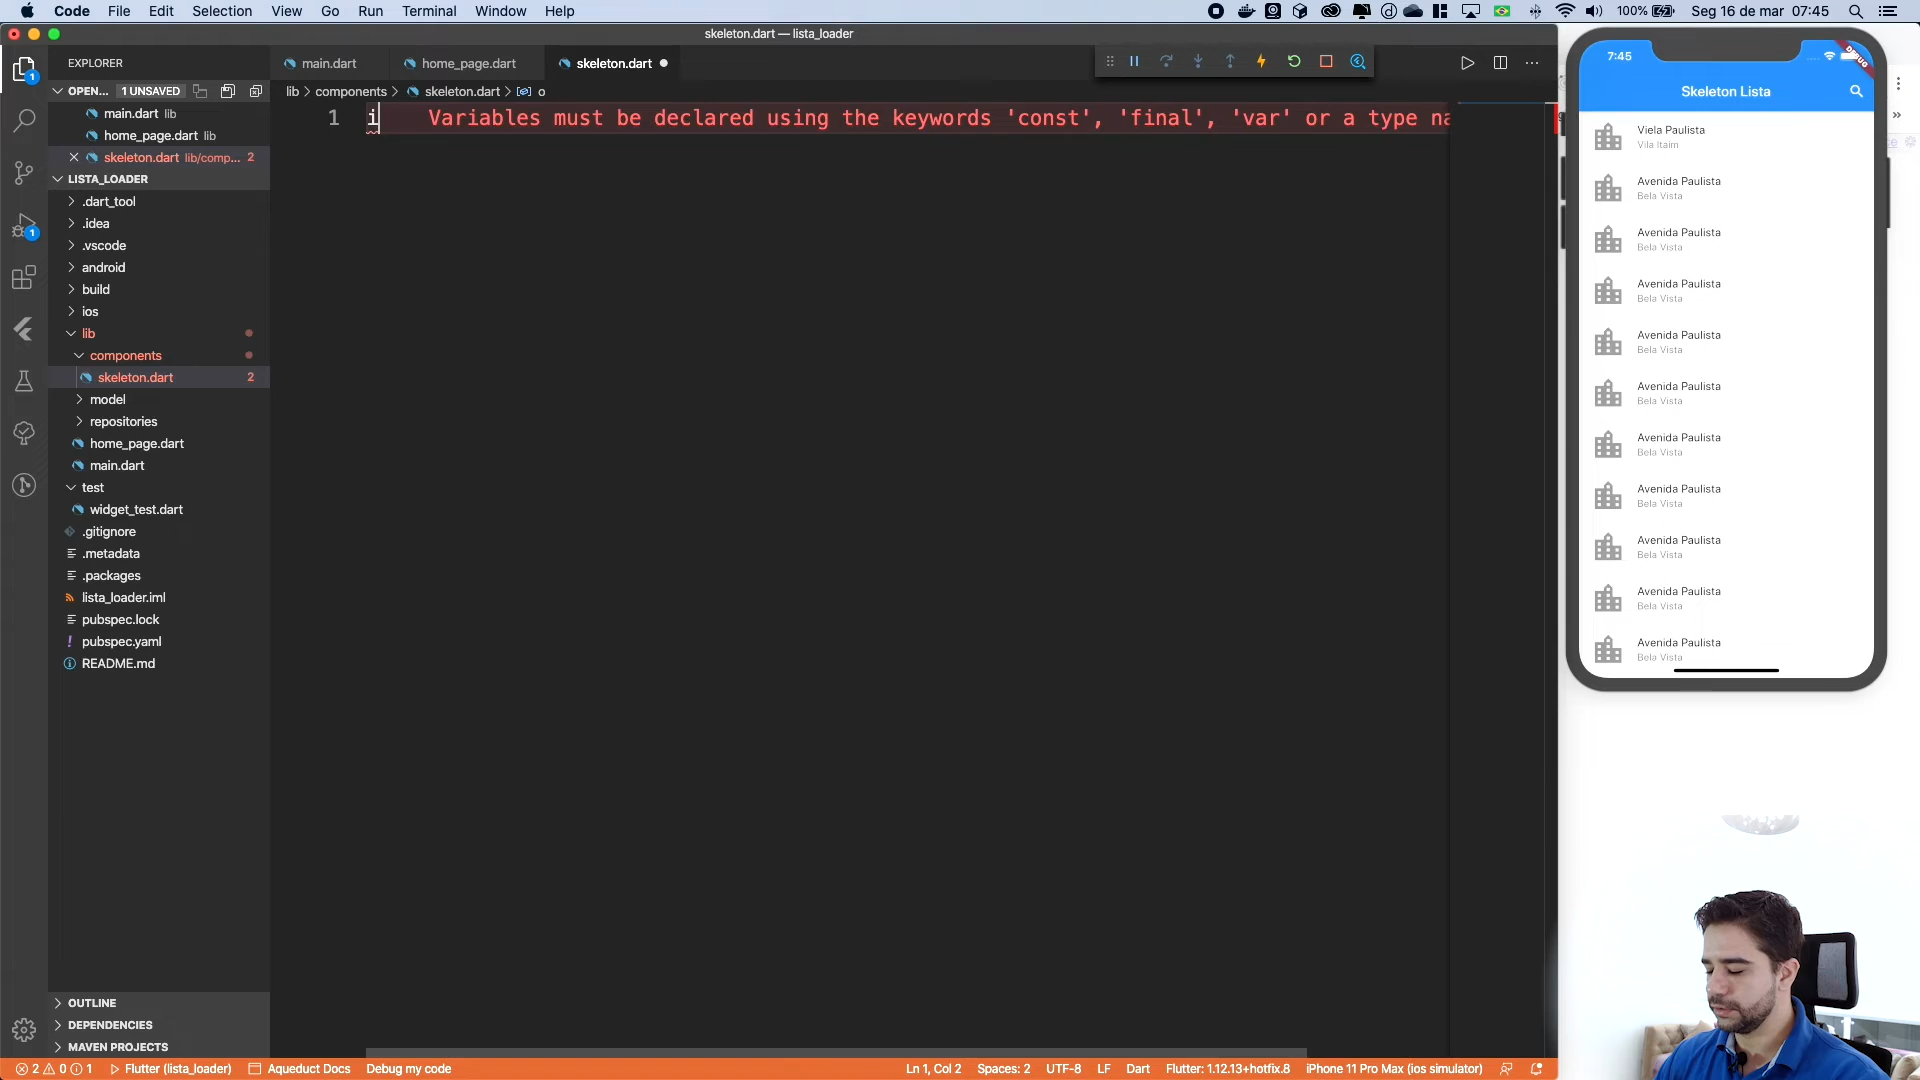 Code File Edit Selection View Go Run Terminal Window Help
100% Seg 16 de mar 07:45
skeleton.dart — lista_loader
EXPLORER
main.dart
home_page.dart
skeleton.dart
OPEN... 1 UNSAVED
main.dart lib
home_page.dart lib
skeleton.dart lib/comp... 2
LISTA_LOADER
.dart_tool
.idea
.vscode
android
build
ios
lib
components
skeleton.dart 2
model
repositories
home_page.dart
main.dart
test
widget_test.dart
.gitignore
.metadata
.packages
lista_loader.iml
pubspec.lock
pubspec.yaml
README.md
OUTLINE
DEPENDENCIES
MAVEN PROJECTS
1
1
lib > components > skeleton.dart > o
1 i Variables must be declared using the keywords 'const', 'final', 'var' or a type na
7:45
DEBUG
Skeleton Lista
Viela Paulista
Vila Itaim
Avenida Paulista
Bela Vista
Avenida Paulista
Bela Vista
Avenida Paulista
Bela Vista
Avenida Paulista
Bela Vista
Avenida Paulista
Bela Vista
Avenida Paulista
Bela Vista
Avenida Paulista
Bela Vista
Avenida Paulista
Bela Vista
Avenida Paulista
Bela Vista
Avenida Paulista
Bela Vista
2 0 1 Flutter (lista_loader) Aqueduct Docs Debug my code
Ln 1, Col 2 Spaces: 2 UTF-8 LF Dart Flutter: 1.12.13+hotfix.8 iPhone 11 Pro Max (ios simulator)